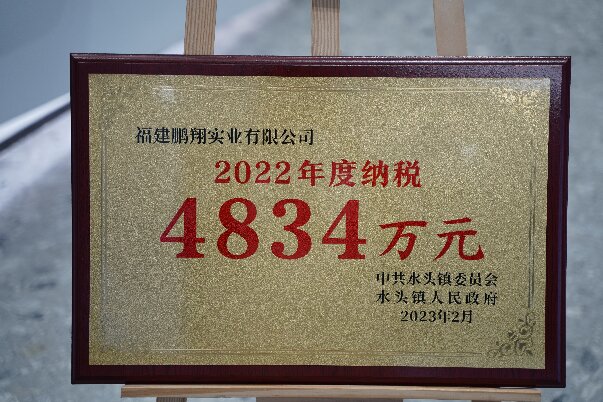 福建鹏翔实业有限公司
2022年度纳税
4834万元
中共水头镇委员会
水头镇人民政府
2023年2月